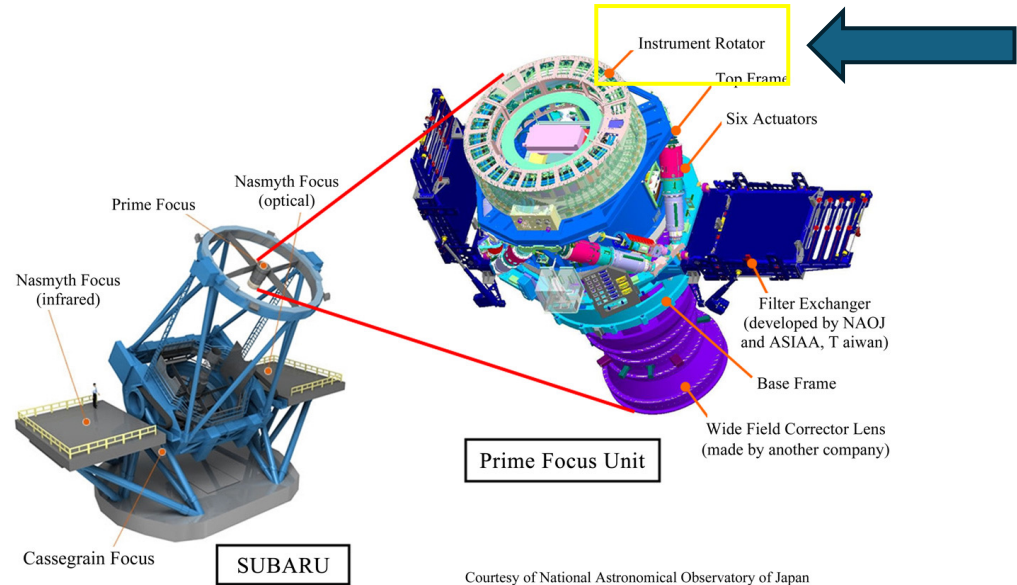 Instrument Rotator
Top Frame
Six Actuators
Nasmyth Focus
(optical)
Prime Focus
Nasmyth Focus
(infrared)
Filter Exchanger
(developed by NAOJ
and ASIAA, T aiwan)
Base Frame
Wide Field Corrector Lens
(made by another company)
Prime Focus Unit
Cassegrain Focus
SUBARU
Courtesy of National Astronomical Observatory of Japan